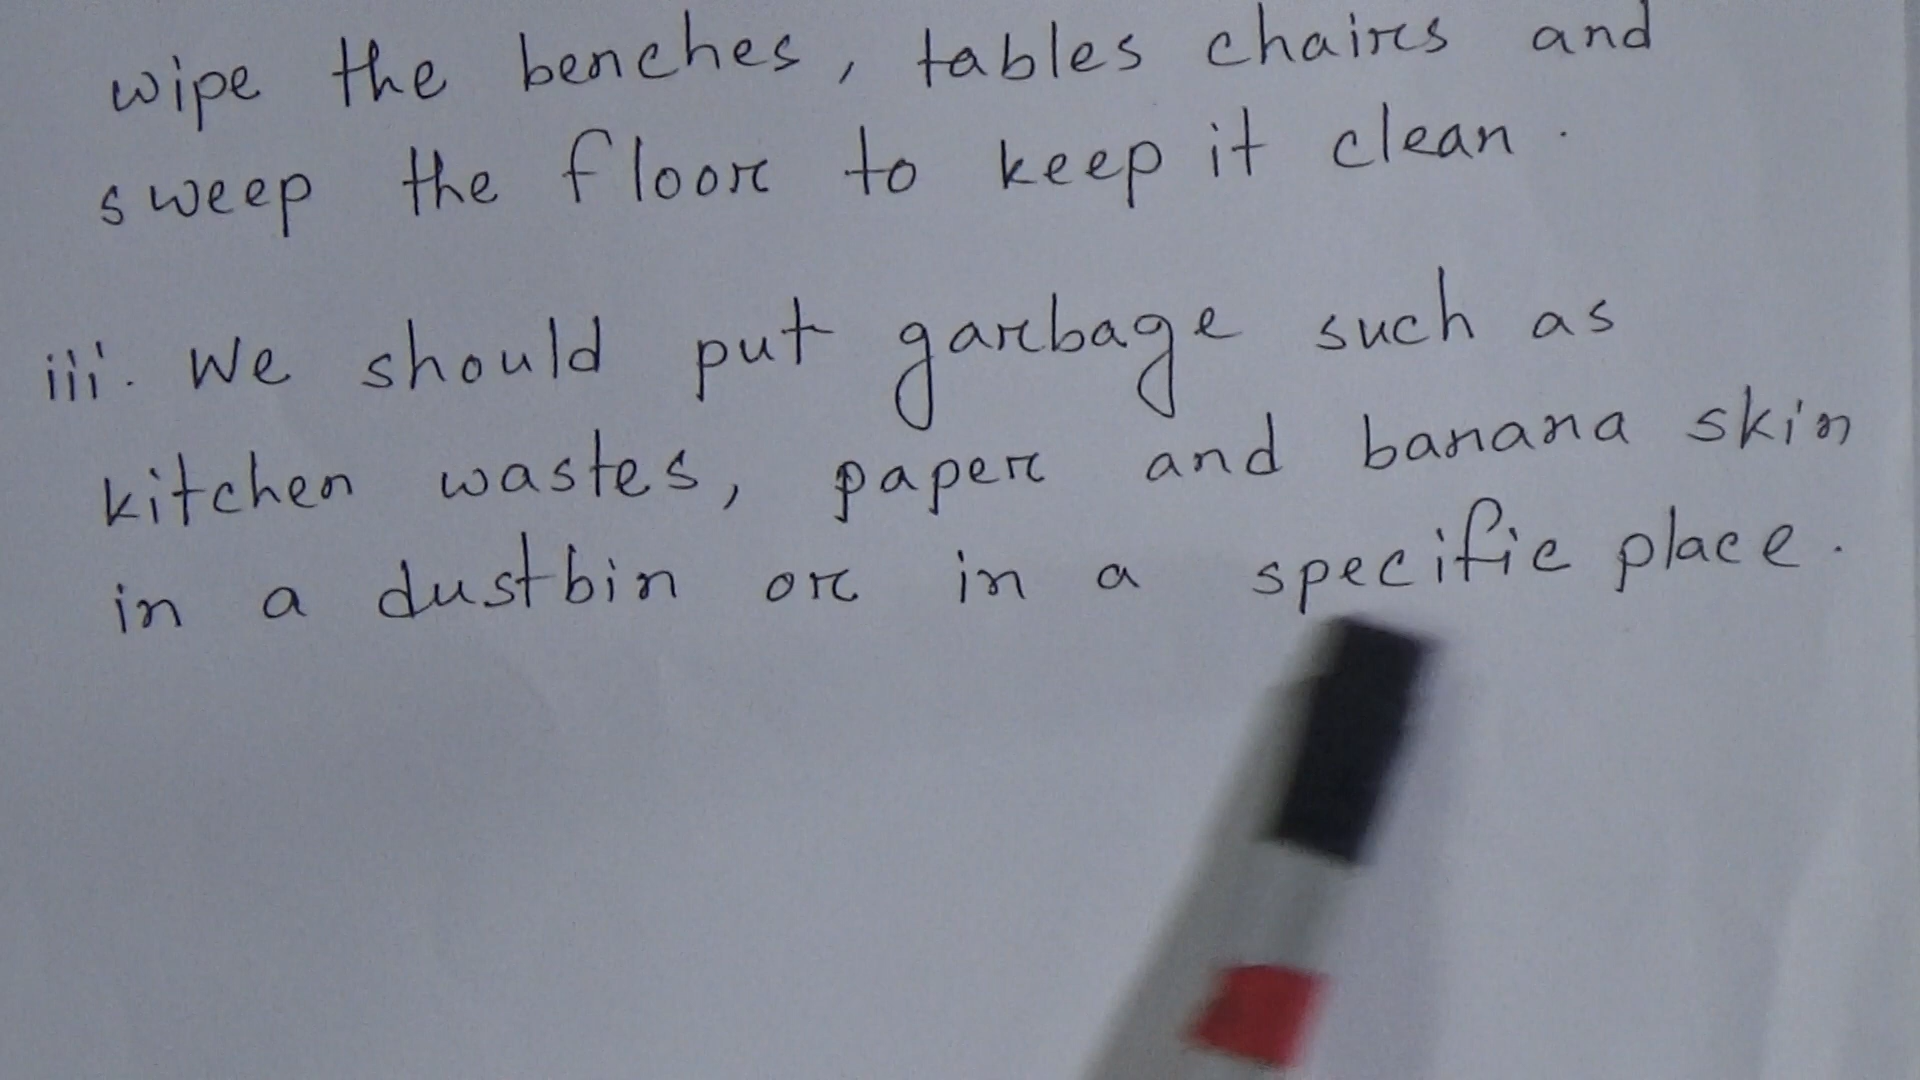 wipe the benches, tables chairs and
sweep the floor to keep it clean.
iii. We should put garbage such as
kitchen wastes, paper and banana skin
in a dustbin or in a specific place.